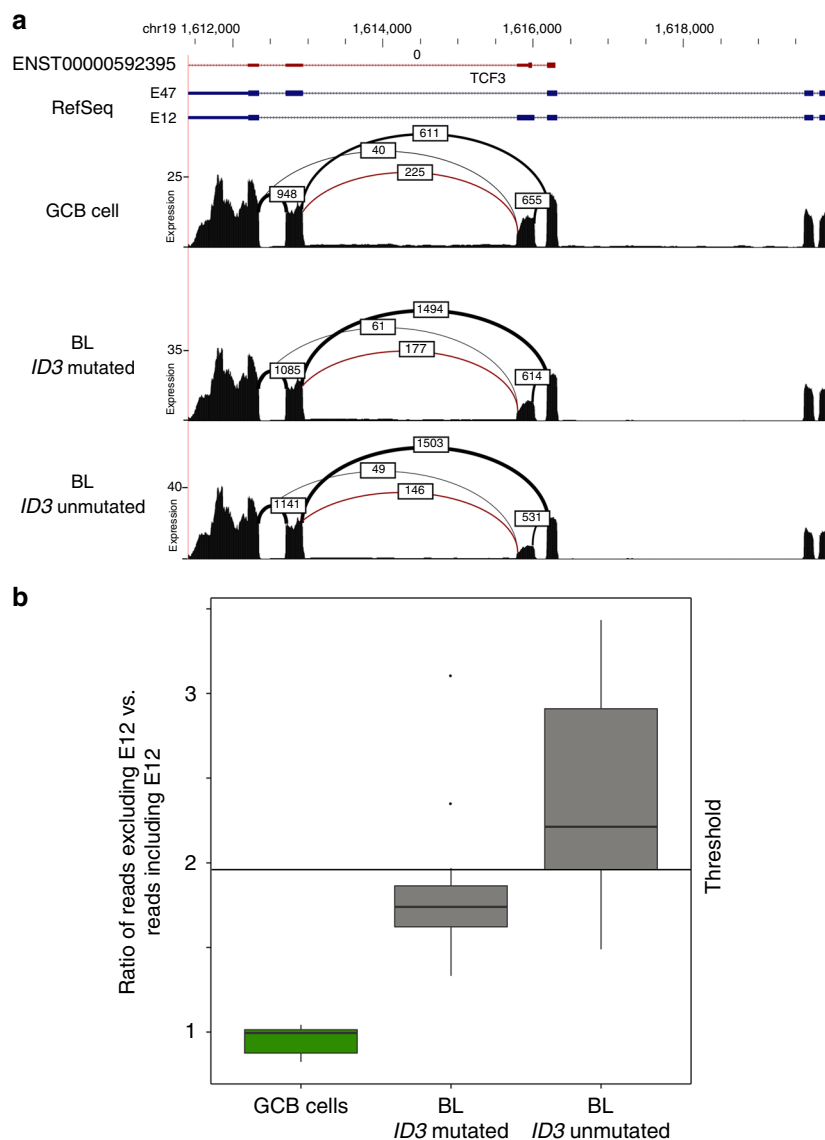 a
chr19 1,612,000 1,614,000 1,616,000 1,618,000
0
ENST00000592395
TCF3
RefSeq
E47
E12
GCB cell
25
Expression
611
40
225
948
655
BL
ID3 mutated
35
Expression
1494
61
177
1085
614
BL
ID3 unmutated
40
Expression
1503
49
146
1141
531
b
Ratio of reads excluding E12 vs.
reads including E12
3
2
1
Threshold
GCB cells
BL
ID3 mutated
BL
ID3 unmutated